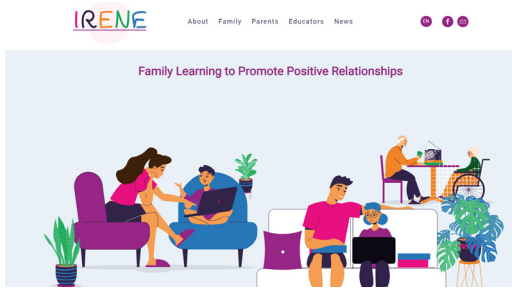 IRENE
About Family Parents Educators News EN
Family Learning to Promote Positive Relationships